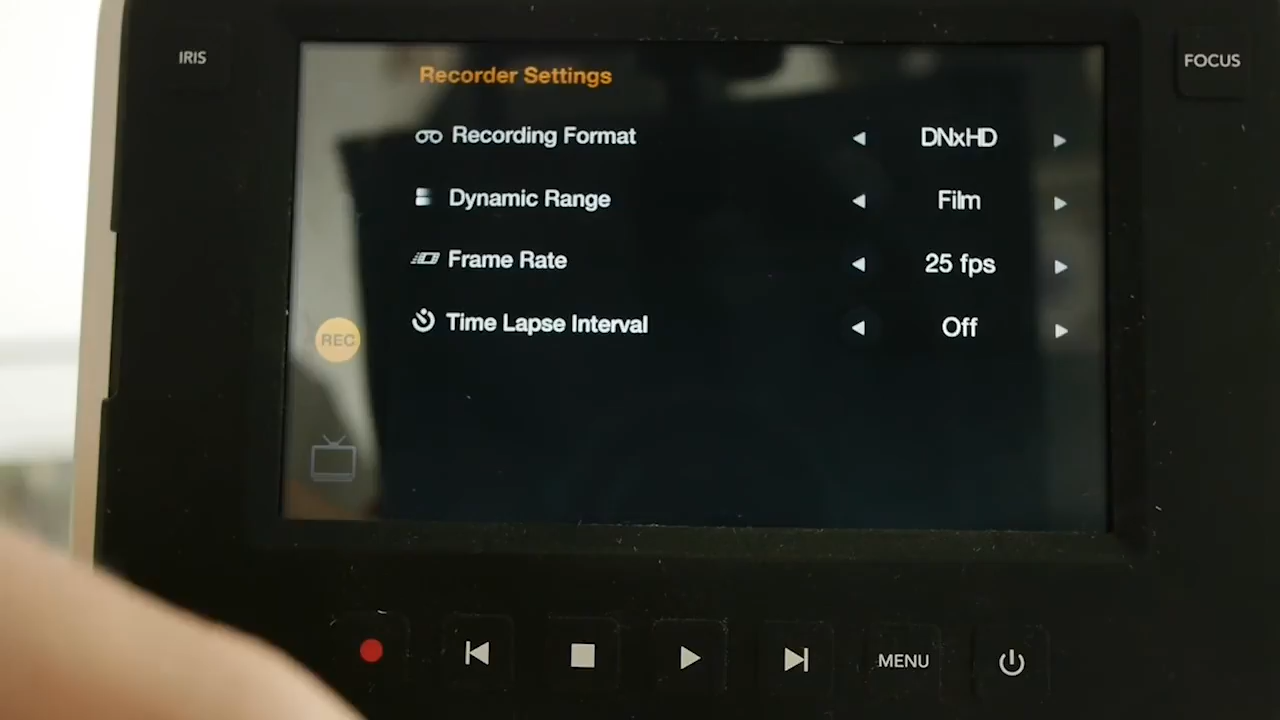 IRIS
FOCUS
Recorder Settings
Recording Format DNxHD
Dynamic Range Film
Frame Rate 25 fps
Time Lapse Interval Off
REC
MENU